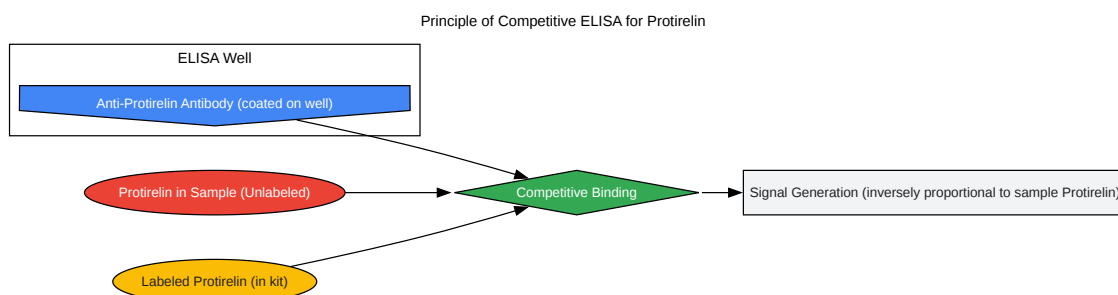 Principle of Competitive ELISA for Protirelin
ELISA Well
Anti-Protirelin Antibody (coated on well)
Protirelin in Sample (Unlabeled)
Competitive Binding
Signal Generation (inversely proportional to sample Protirelin)
Labeled Protirelin (in kit)